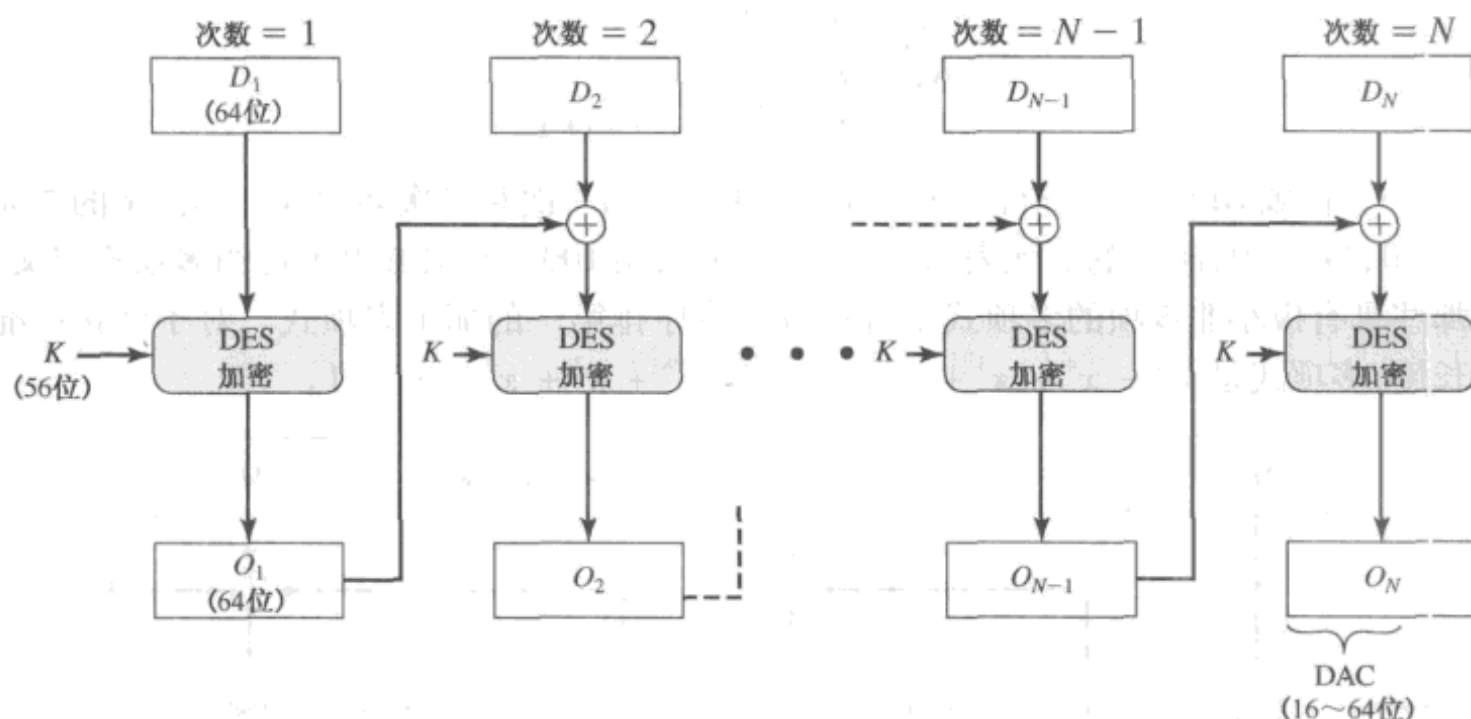 次数 = 1
次数 = 2
次数 = N − 1
次数 = N
D₁
(64位)
D₂
Dₙ₋₁
Dₙ
+
+
+
K
(56位)
DES
加密
K
DES
加密
• • •
K
DES
加密
K
DES
加密
O₁
(64位)
O₂
Oₙ₋₁
Oₙ
DAC
(16～64位)